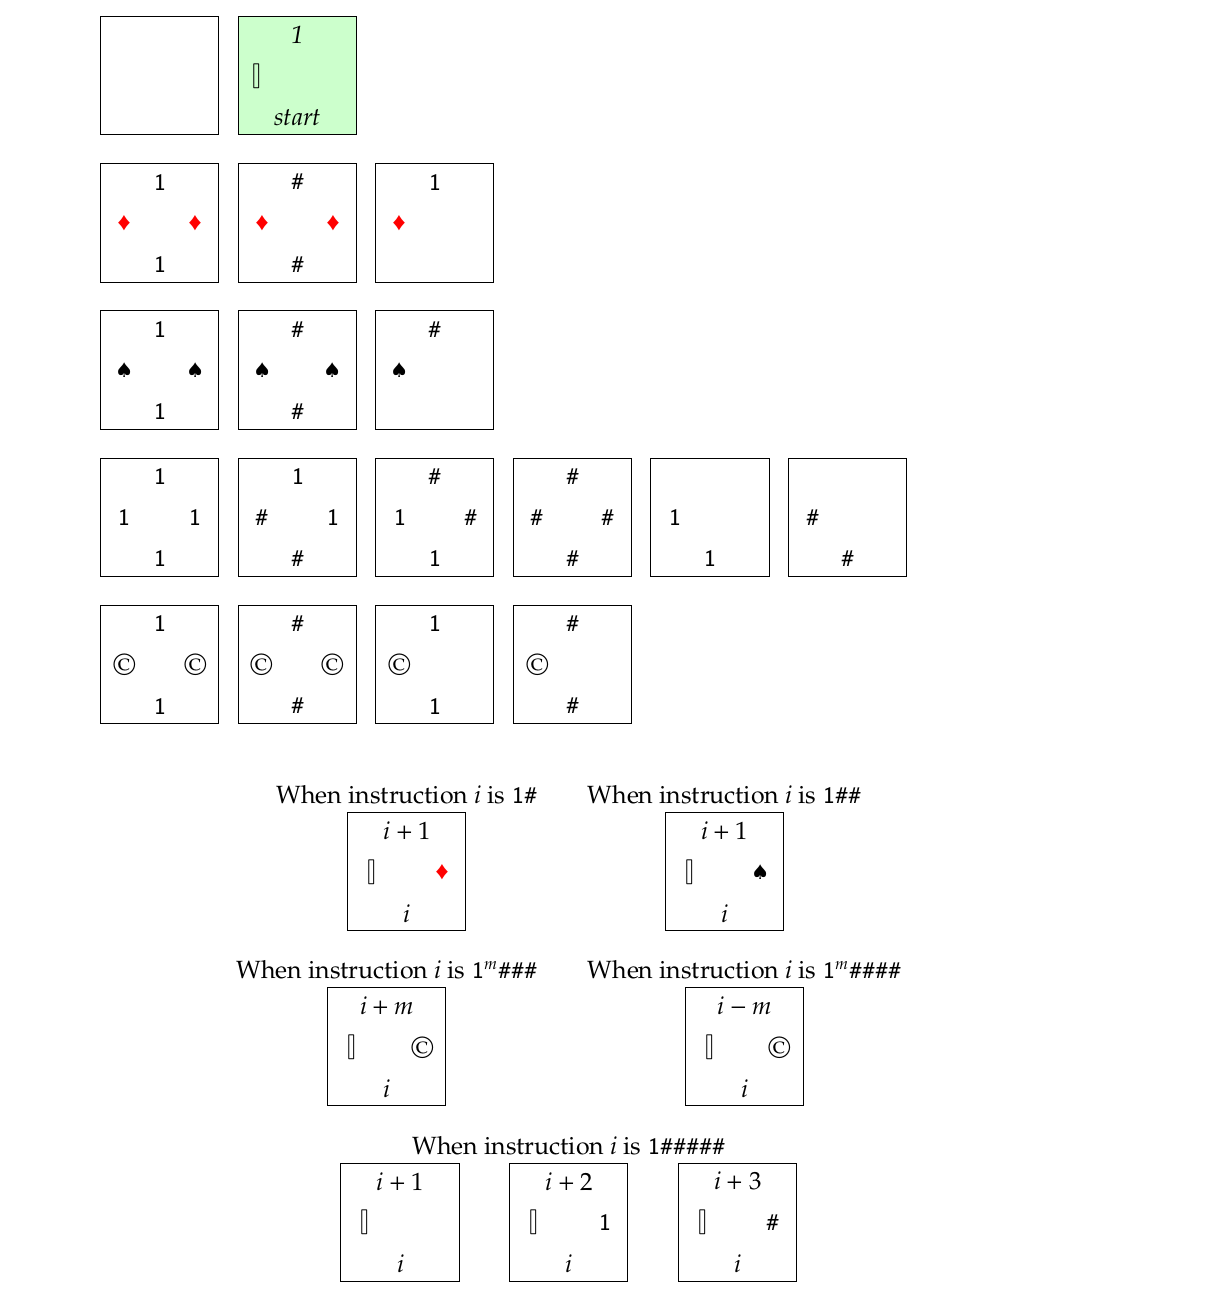 1
▯
start
1 # 1
♦ ♦ ♦ ♦ ♦
1 #
1 # #
♠ ♠ ♠ ♠ ♠
1 #
1 1 # #
1 1 # 1 1 # # # 1 #
1 # 1 # 1 #
1 # 1 #
© © © © © ©
1 # 1 #
When instruction i is 1# When instruction i is 1##
i + 1 i + 1
▯ ♦ ▯ ♠
i i
When instruction i is 1^m### When instruction i is 1^m####
i + m i − m
▯ © ▯ ©
i i
When instruction i is 1#####
i + 1 i + 2 i + 3
▯ ▯ 1 ▯ #
i i i